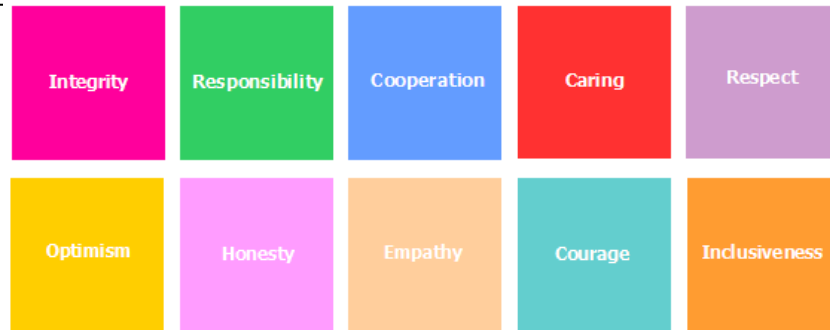 Integrity
Responsibility
Cooperation
Caring
Respect
Optimism
Honesty
Empathy
Courage
Inclusiveness